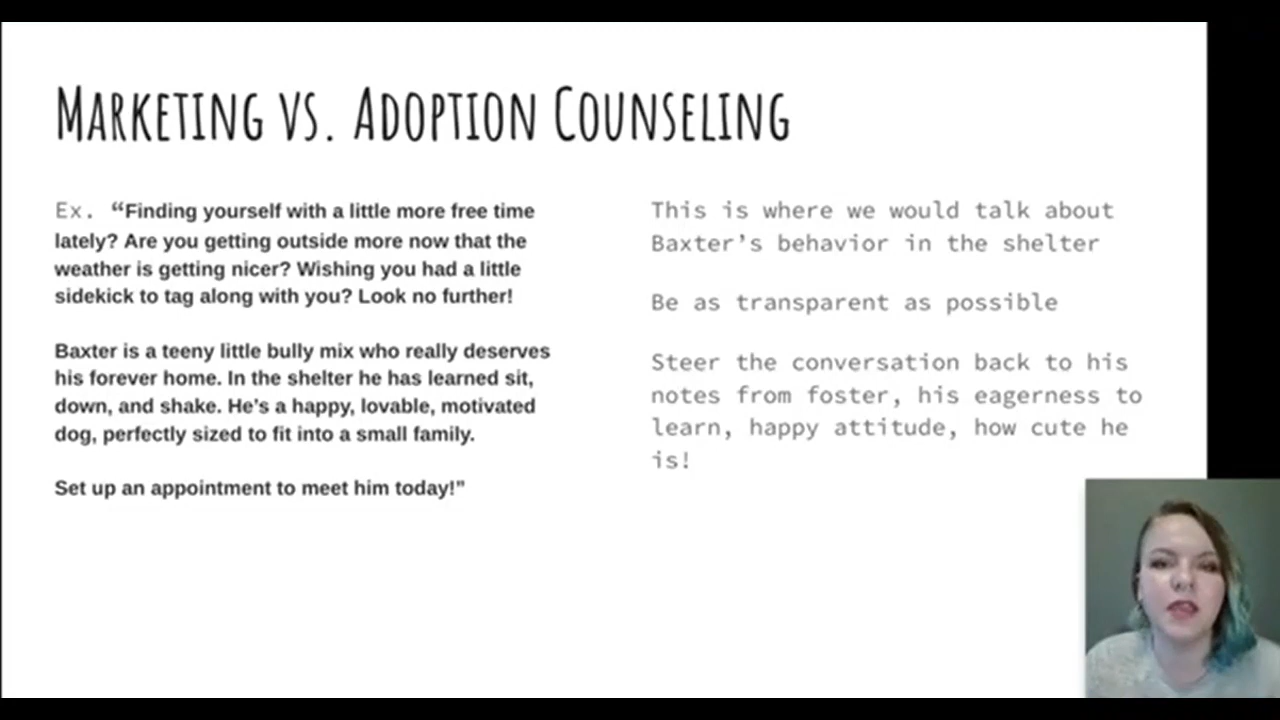 MARKETING VS. ADOPTION COUNSELING
Ex. “Finding yourself with a little more free time
lately? Are you getting outside more now that the
weather is getting nicer? Wishing you had a little
sidekick to tag along with you? Look no further!
Baxter is a teeny little bully mix who really deserves
his forever home. In the shelter he has learned sit,
down, and shake. He’s a happy, lovable, motivated
dog, perfectly sized to fit into a small family.
Set up an appointment to meet him today!”
This is where we would talk about
Baxter’s behavior in the shelter
Be as transparent as possible
Steer the conversation back to his
notes from foster, his eagerness to
learn, happy attitude, how cute he
is!